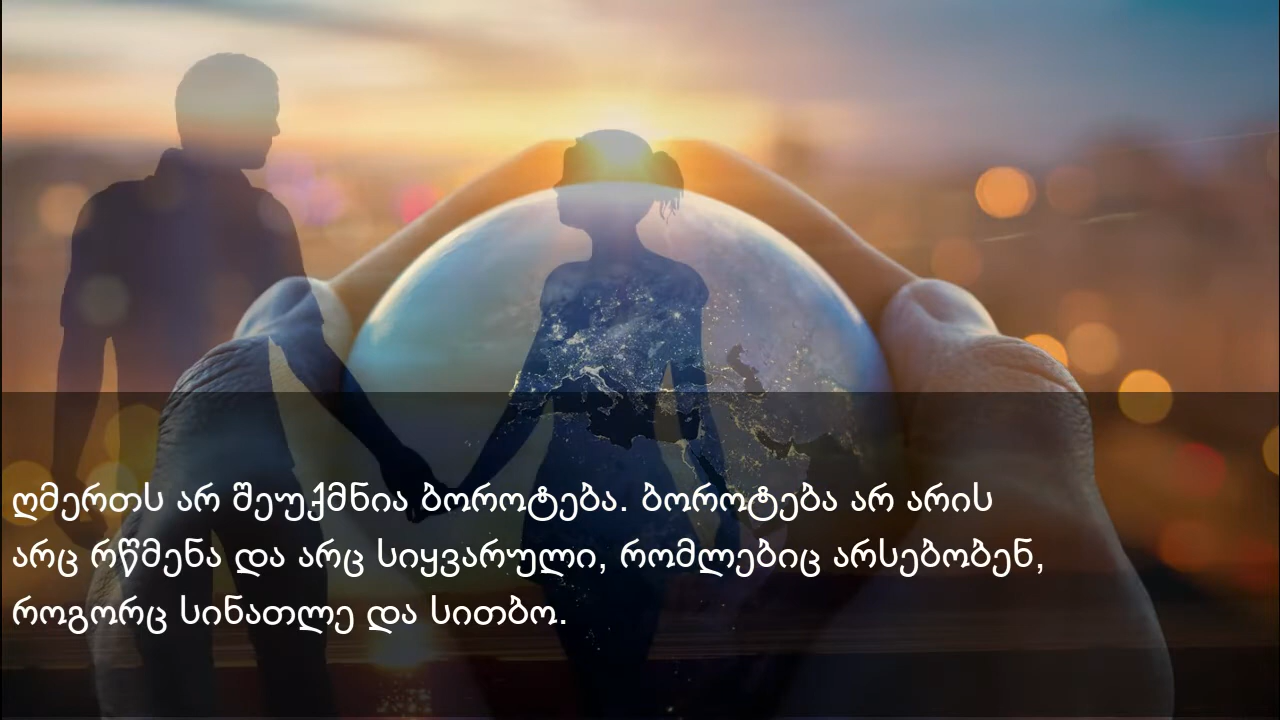 ღმერთს არ შეუქმნია ბოროტება. ბოროტება არ არის
არც რწმენა და არც სიყვარული, რომლებიც არსებობენ,
როგორც სინათლე და სითბო.